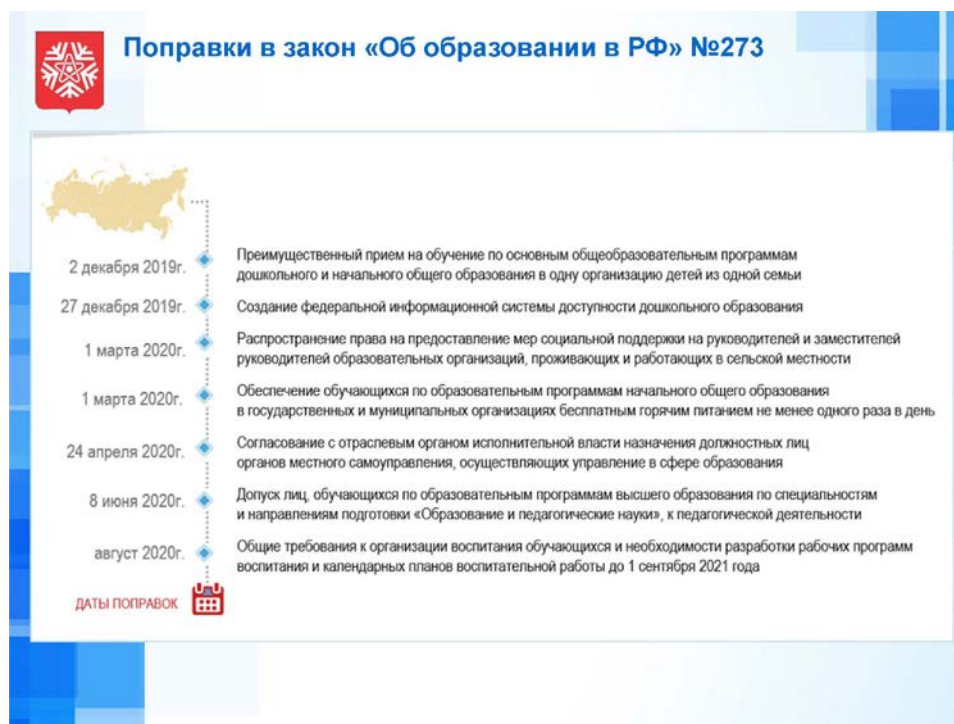 Поправки в закон «Об образовании в РФ» №273
2 декабря 2019г.
Преимущественный прием на обучение по основным общеобразовательным программам
дошкольного и начального общего образования в одну организацию детей из одной семьи
27 декабря 2019г.
Создание федеральной информационной системы доступности дошкольного образования
1 марта 2020г.
Распространение права на предоставление мер социальной поддержки на руководителей и заместителей
руководителей образовательных организаций, проживающих и работающих в сельской местности
1 марта 2020г.
Обеспечение обучающихся по образовательным программам начального общего образования
в государственных и муниципальных организациях бесплатным горячим питанием не менее одного раза в день
24 апреля 2020г.
Согласование с отраслевым органом исполнительной власти назначения должностных лиц
органов местного самоуправления, осуществляющих управление в сфере образования
8 июня 2020г.
Допуск лиц, обучающихся по образовательным программам высшего образования по специальностям
и направлениям подготовки «Образование и педагогические науки», к педагогической деятельности
август 2020г.
Общие требования к организации воспитания обучающихся и необходимости разработки рабочих программ
воспитания и календарных планов воспитательной работы до 1 сентября 2021 года
ДАТЫ ПОПРАВОК